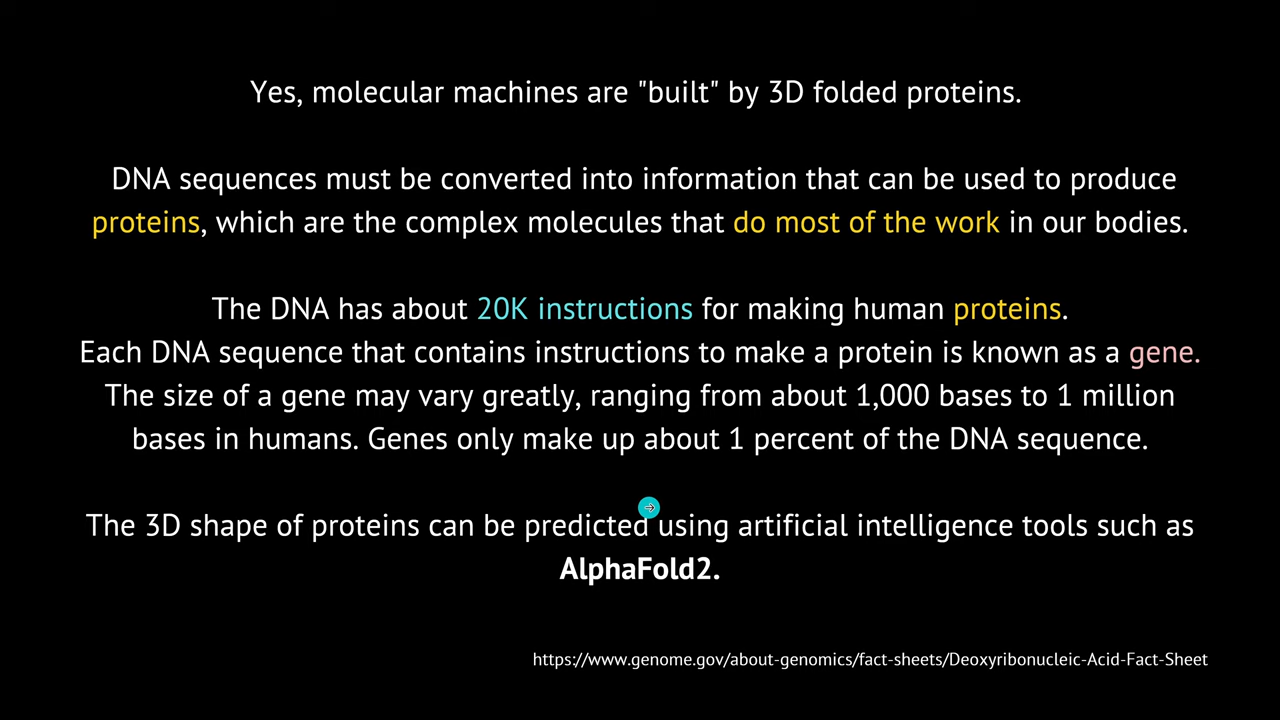 Yes, molecular machines are "built" by 3D folded proteins.
DNA sequences must be converted into information that can be used to produce
proteins, which are the complex molecules that do most of the work in our bodies.
The DNA has about 20K instructions for making human proteins.
Each DNA sequence that contains instructions to make a protein is known as a gene.
The size of a gene may vary greatly, ranging from about 1,000 bases to 1 million
bases in humans. Genes only make up about 1 percent of the DNA sequence.
The 3D shape of proteins can be predicted using artificial intelligence tools such as
AlphaFold2.
https://www.genome.gov/about-genomics/fact-sheets/Deoxyribonucleic-Acid-Fact-Sheet